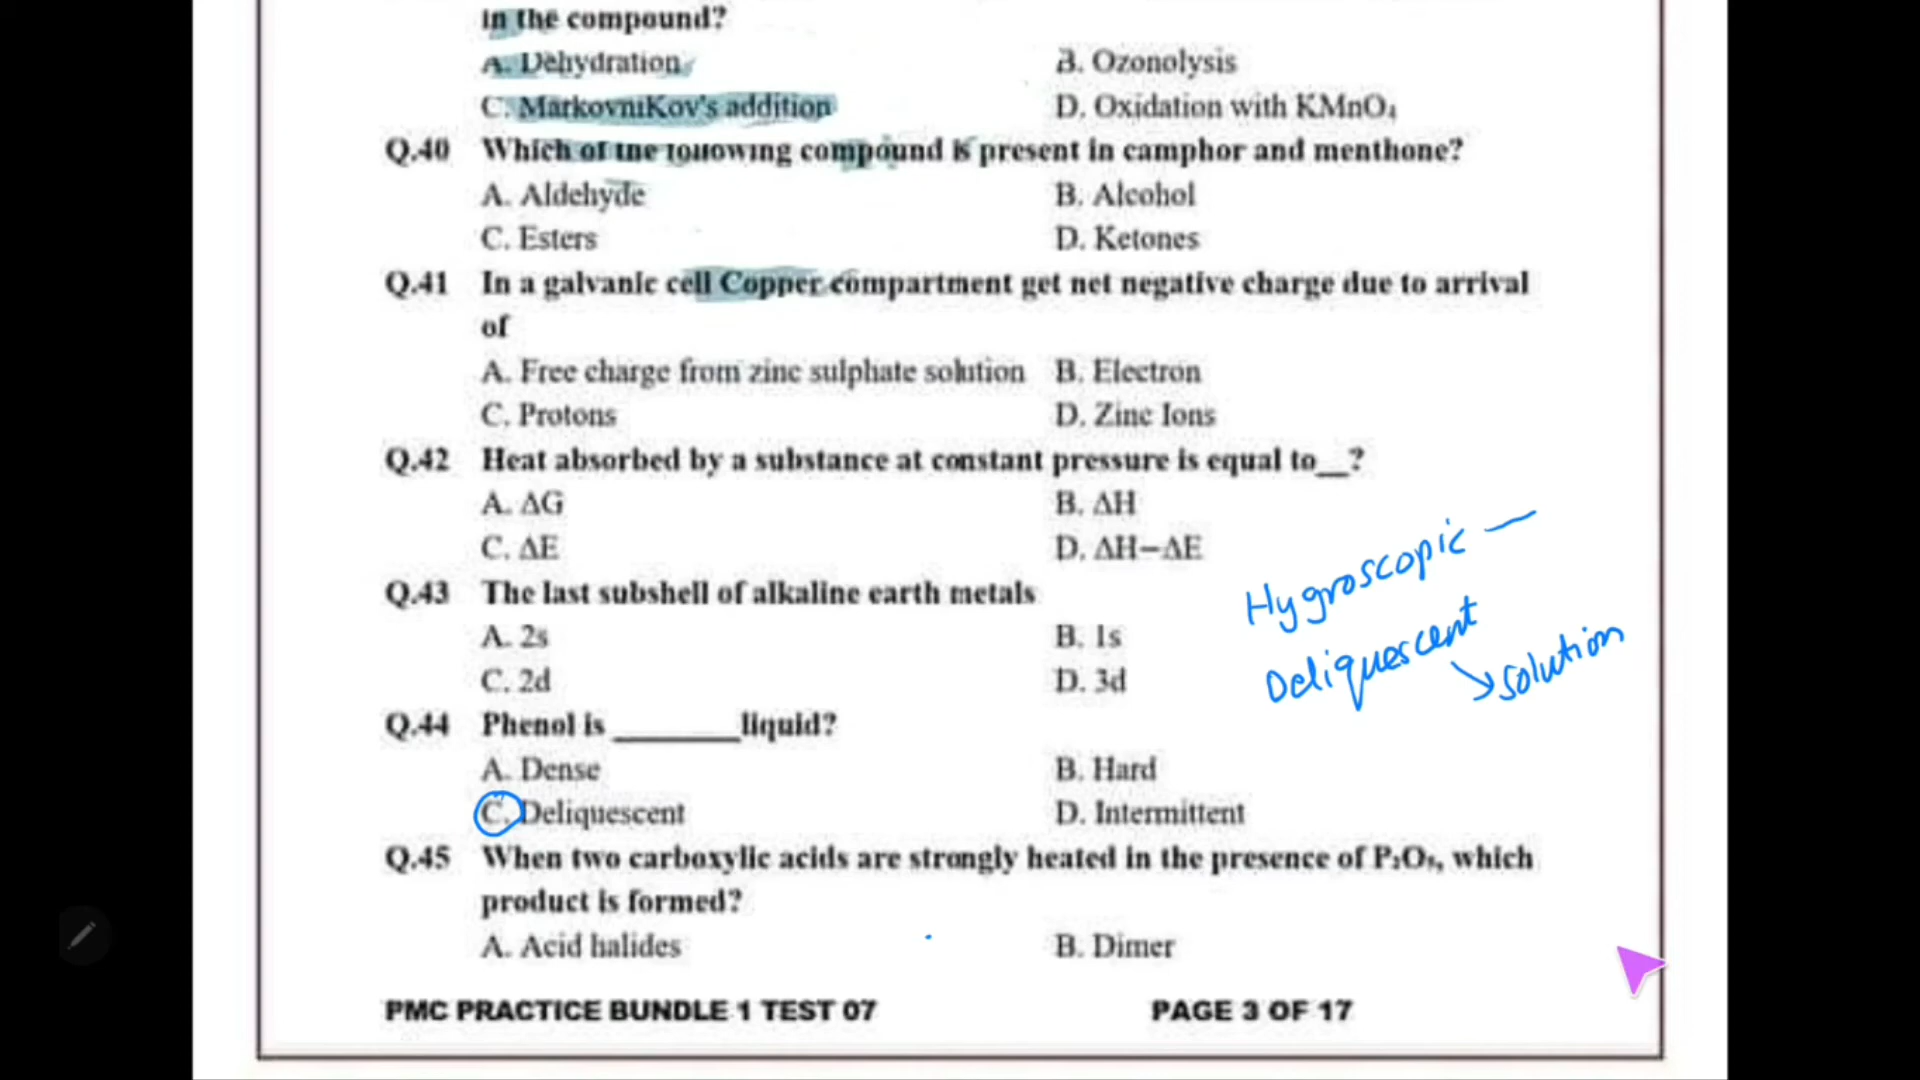 in the compound?
A. Dehydration B. Ozonolysis
C. MarkovniKov's addition D. Oxidation with KMnO₄
Q.40 Which of the following compound is present in camphor and menthone?
A. Aldehyde B. Alcohol
C. Esters D. Ketones
Q.41 In a galvanic cell Copper compartment get net negative charge due to arrival
of
A. Free charge from zinc sulphate solution B. Electron
C. Protons D. Zinc Ions
Q.42 Heat absorbed by a substance at constant pressure is equal to__?
A. ΔG B. ΔH
C. ΔE D. ΔH−ΔE
Hygroscopic —
Q.43 The last subshell of alkaline earth metals
A. 2s B. 1s
Deliquescent
↘ solution
C. 2d D. 3d
Q.44 Phenol is ________liquid?
A. Dense B. Hard
C. Deliquescent D. Intermittent
Q.45 When two carboxylic acids are strongly heated in the presence of P₂O₅, which
product is formed?
A. Acid halides B. Dimer
PMC PRACTICE BUNDLE 1 TEST 07 PAGE 3 OF 17